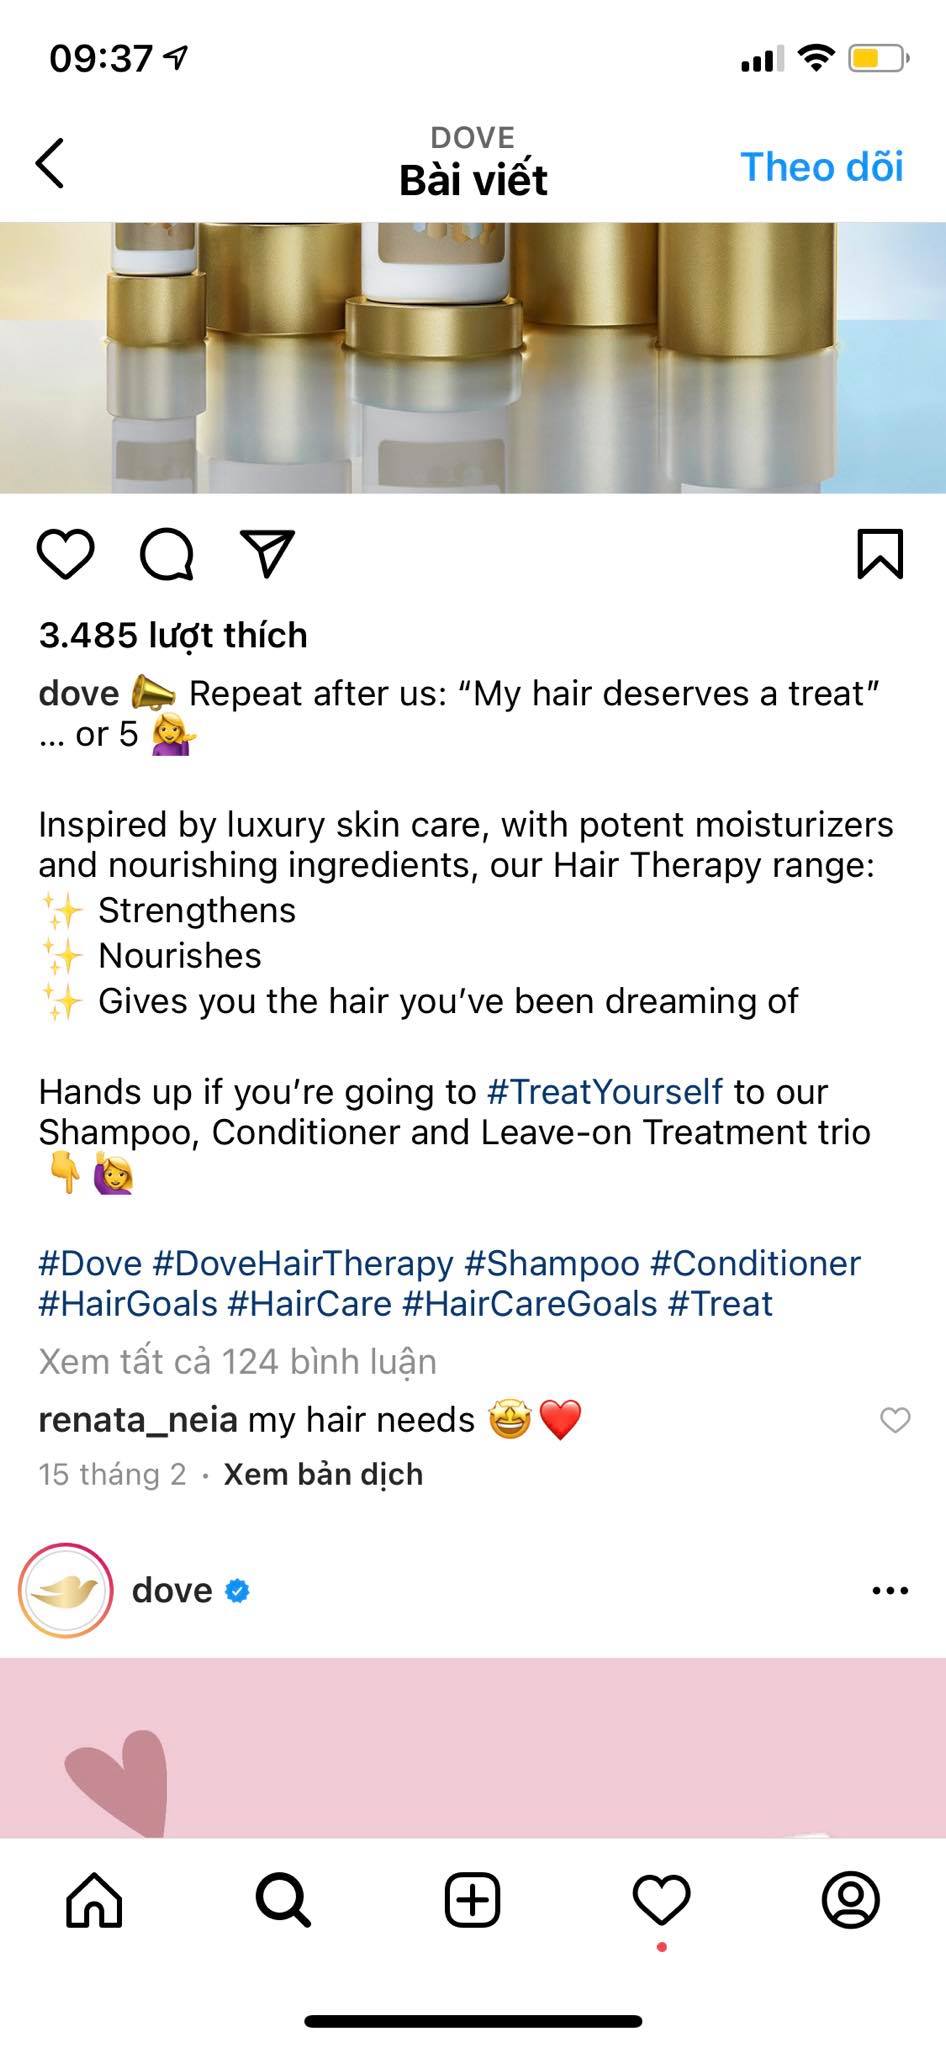 09:37
DOVE
Bài viết
Theo dõi
3.485 lượt thích
dove 📣 Repeat after us: “My hair deserves a treat”
... or 5 💁‍♀️
Inspired by luxury skin care, with potent moisturizers
and nourishing ingredients, our Hair Therapy range:
✨ Strengthens
✨ Nourishes
✨ Gives you the hair you’ve been dreaming of
Hands up if you’re going to #TreatYourself to our
Shampoo, Conditioner and Leave-on Treatment trio
👇🙋‍♀️
#Dove #DoveHairTherapy #Shampoo #Conditioner
#HairGoals #HairCare #HairCareGoals #Treat
Xem tất cả 124 bình luận
renata_neia my hair needs 🤩❤️
15 tháng 2 · Xem bản dịch
dove